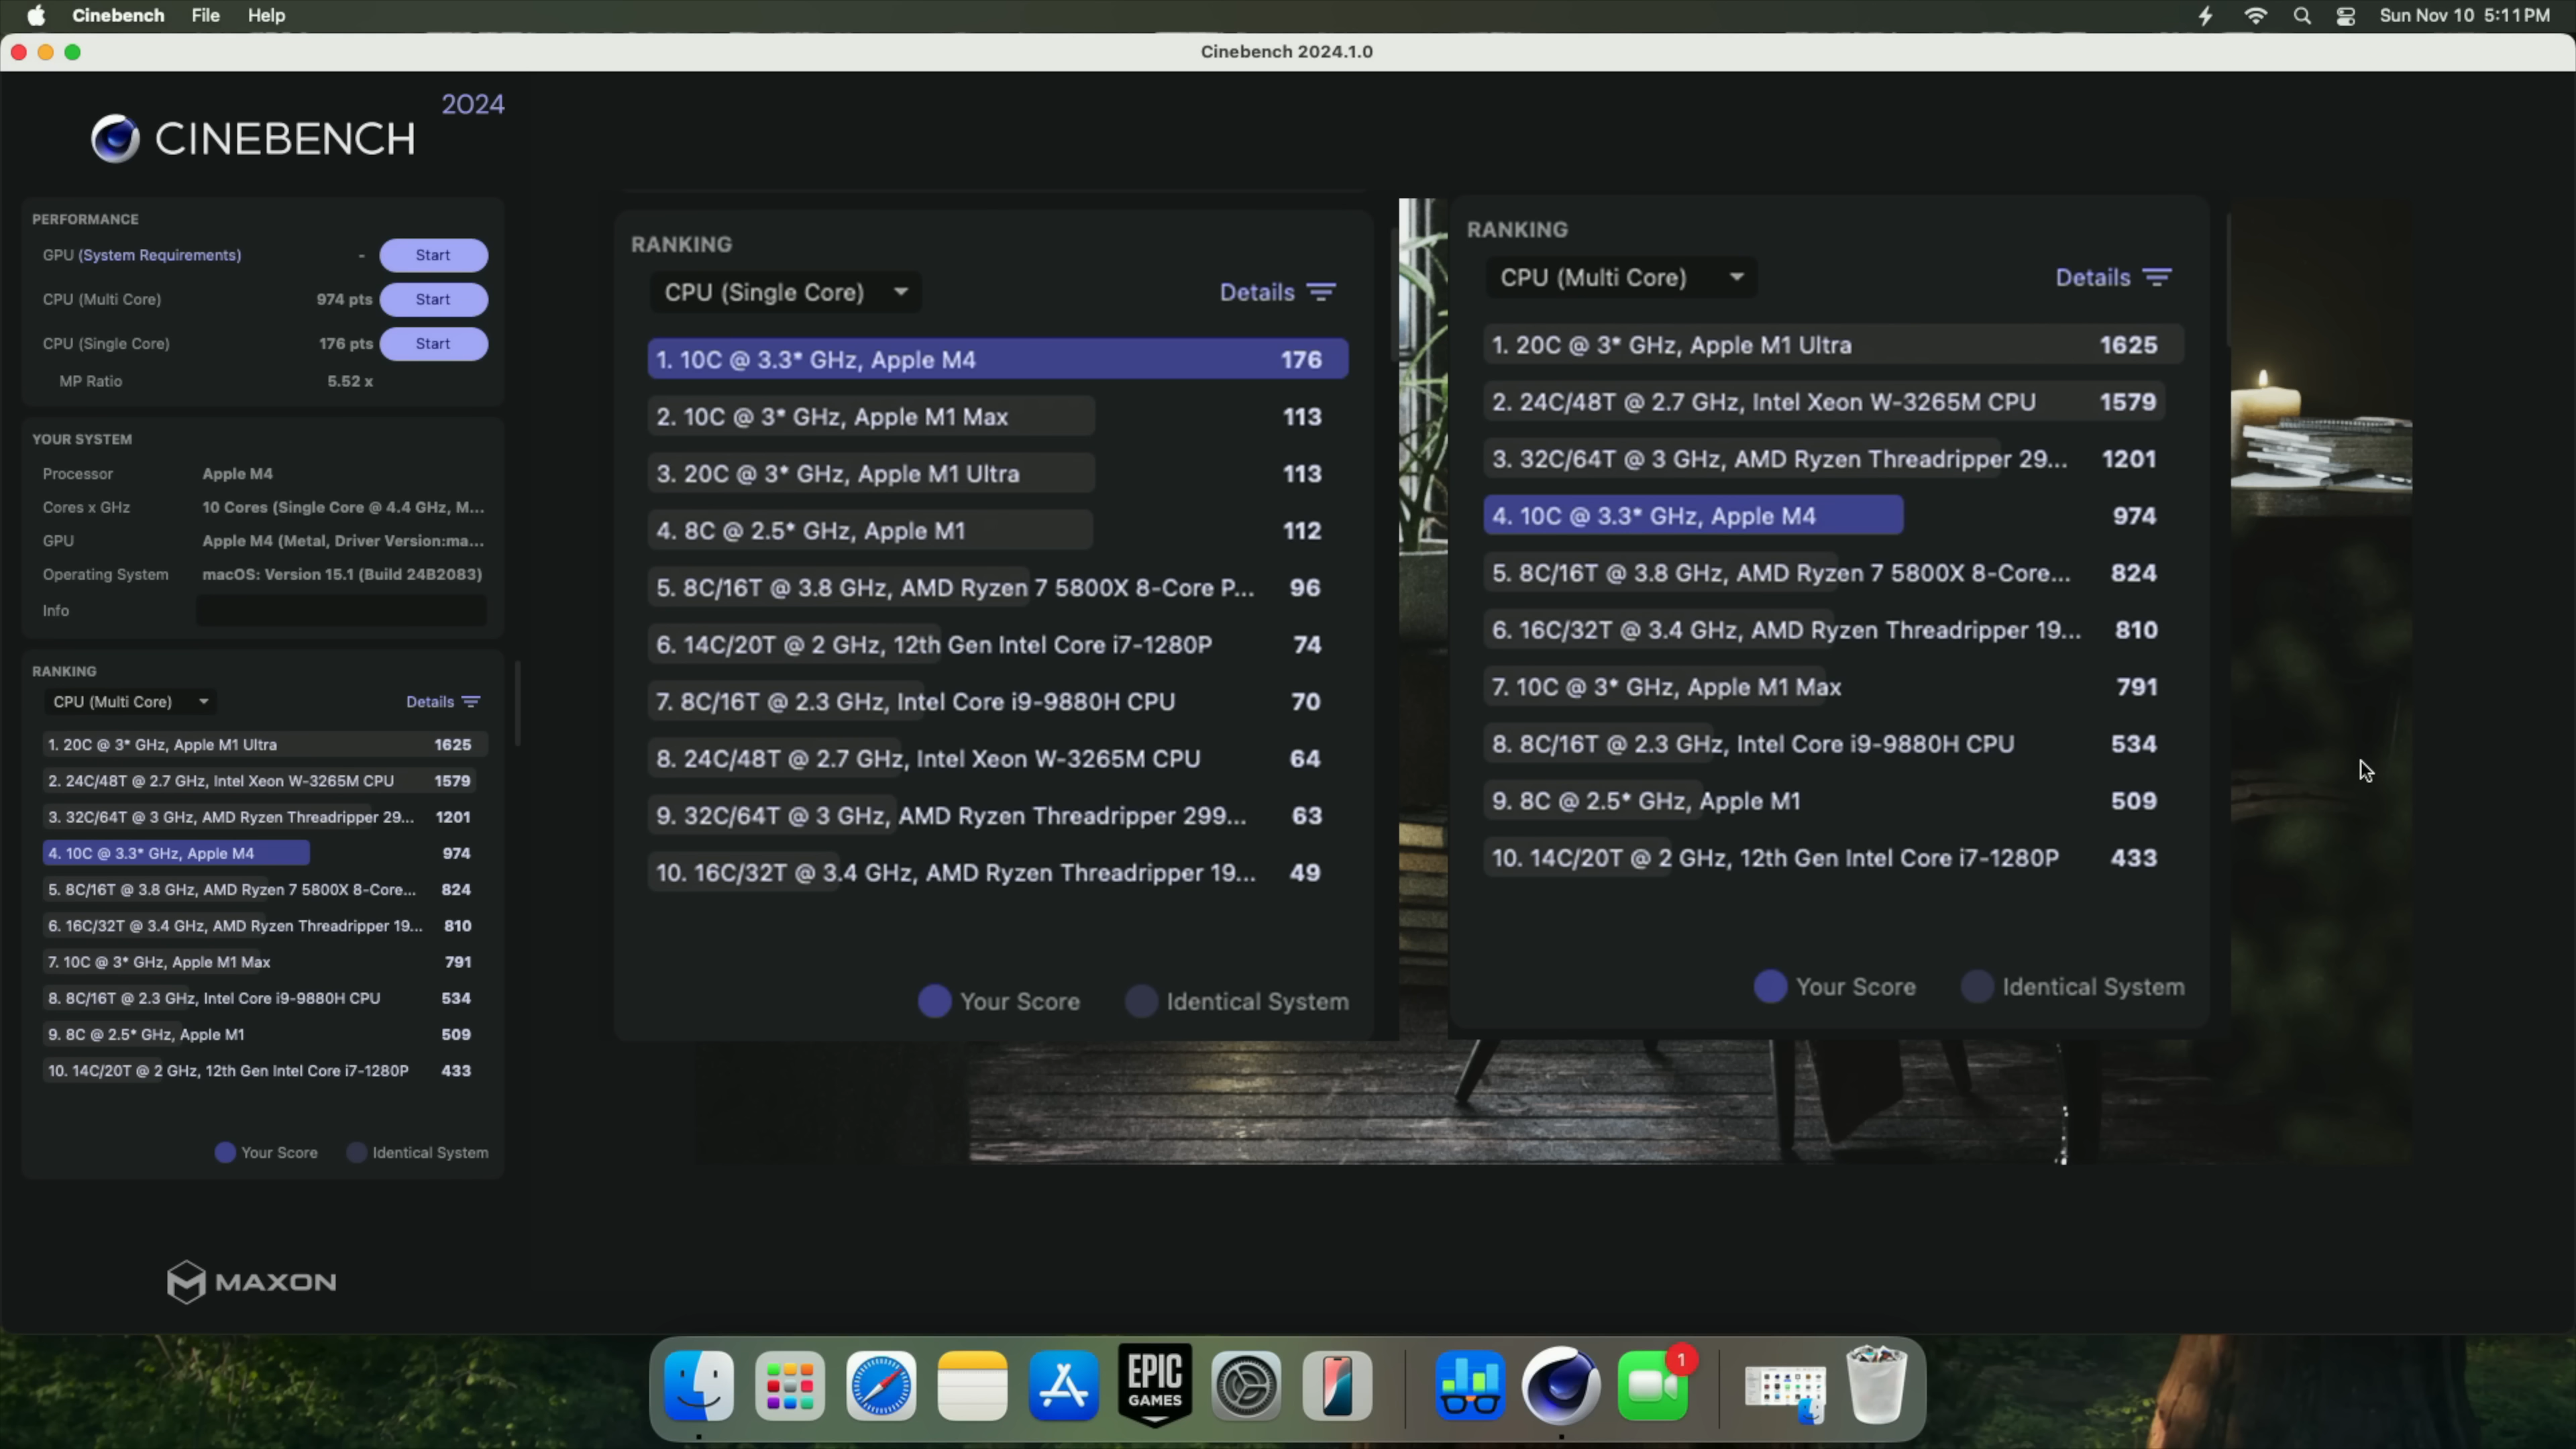 Cinebench File Help Sun Nov 10 5:11 PM
Cinebench 2024.1.0
2024
CINEBENCH
PERFORMANCE
GPU (System Requirements) - Start
CPU (Multi Core) 974 pts Start
CPU (Single Core) 176 pts Start
MP Ratio 5.52 x
YOUR SYSTEM
Processor Apple M4
Cores x GHz 10 Cores (Single Core @ 4.4 GHz, M...
GPU Apple M4 (Metal, Driver Version:ma...
Operating System macOS: Version 15.1 (Build 24B2083)
Info
RANKING
CPU (Multi Core) Details
1. 20C @ 3* GHz, Apple M1 Ultra 1625
2. 24C/48T @ 2.7 GHz, Intel Xeon W-3265M CPU 1579
3. 32C/64T @ 3 GHz, AMD Ryzen Threadripper 29... 1201
4. 10C @ 3.3* GHz, Apple M4 974
5. 8C/16T @ 3.8 GHz, AMD Ryzen 7 5800X 8-Core... 824
6. 16C/32T @ 3.4 GHz, AMD Ryzen Threadripper 19... 810
7. 10C @ 3* GHz, Apple M1 Max 791
8. 8C/16T @ 2.3 GHz, Intel Core i9-9880H CPU 534
9. 8C @ 2.5* GHz, Apple M1 509
10. 14C/20T @ 2 GHz, 12th Gen Intel Core i7-1280P 433
Your Score Identical System
MAXON
RANKING
CPU (Single Core) Details
1. 10C @ 3.3* GHz, Apple M4 176
2. 10C @ 3* GHz, Apple M1 Max 113
3. 20C @ 3* GHz, Apple M1 Ultra 113
4. 8C @ 2.5* GHz, Apple M1 112
5. 8C/16T @ 3.8 GHz, AMD Ryzen 7 5800X 8-Core P... 96
6. 14C/20T @ 2 GHz, 12th Gen Intel Core i7-1280P 74
7. 8C/16T @ 2.3 GHz, Intel Core i9-9880H CPU 70
8. 24C/48T @ 2.7 GHz, Intel Xeon W-3265M CPU 64
9. 32C/64T @ 3 GHz, AMD Ryzen Threadripper 299... 63
10. 16C/32T @ 3.4 GHz, AMD Ryzen Threadripper 19... 49
Your Score Identical System
RANKING
CPU (Multi Core) Details
1. 20C @ 3* GHz, Apple M1 Ultra 1625
2. 24C/48T @ 2.7 GHz, Intel Xeon W-3265M CPU 1579
3. 32C/64T @ 3 GHz, AMD Ryzen Threadripper 29... 1201
4. 10C @ 3.3* GHz, Apple M4 974
5. 8C/16T @ 3.8 GHz, AMD Ryzen 7 5800X 8-Core... 824
6. 16C/32T @ 3.4 GHz, AMD Ryzen Threadripper 19... 810
7. 10C @ 3* GHz, Apple M1 Max 791
8. 8C/16T @ 2.3 GHz, Intel Core i9-9880H CPU 534
9. 8C @ 2.5* GHz, Apple M1 509
10. 14C/20T @ 2 GHz, 12th Gen Intel Core i7-1280P 433
Your Score Identical System
EPIC
GAMES
1